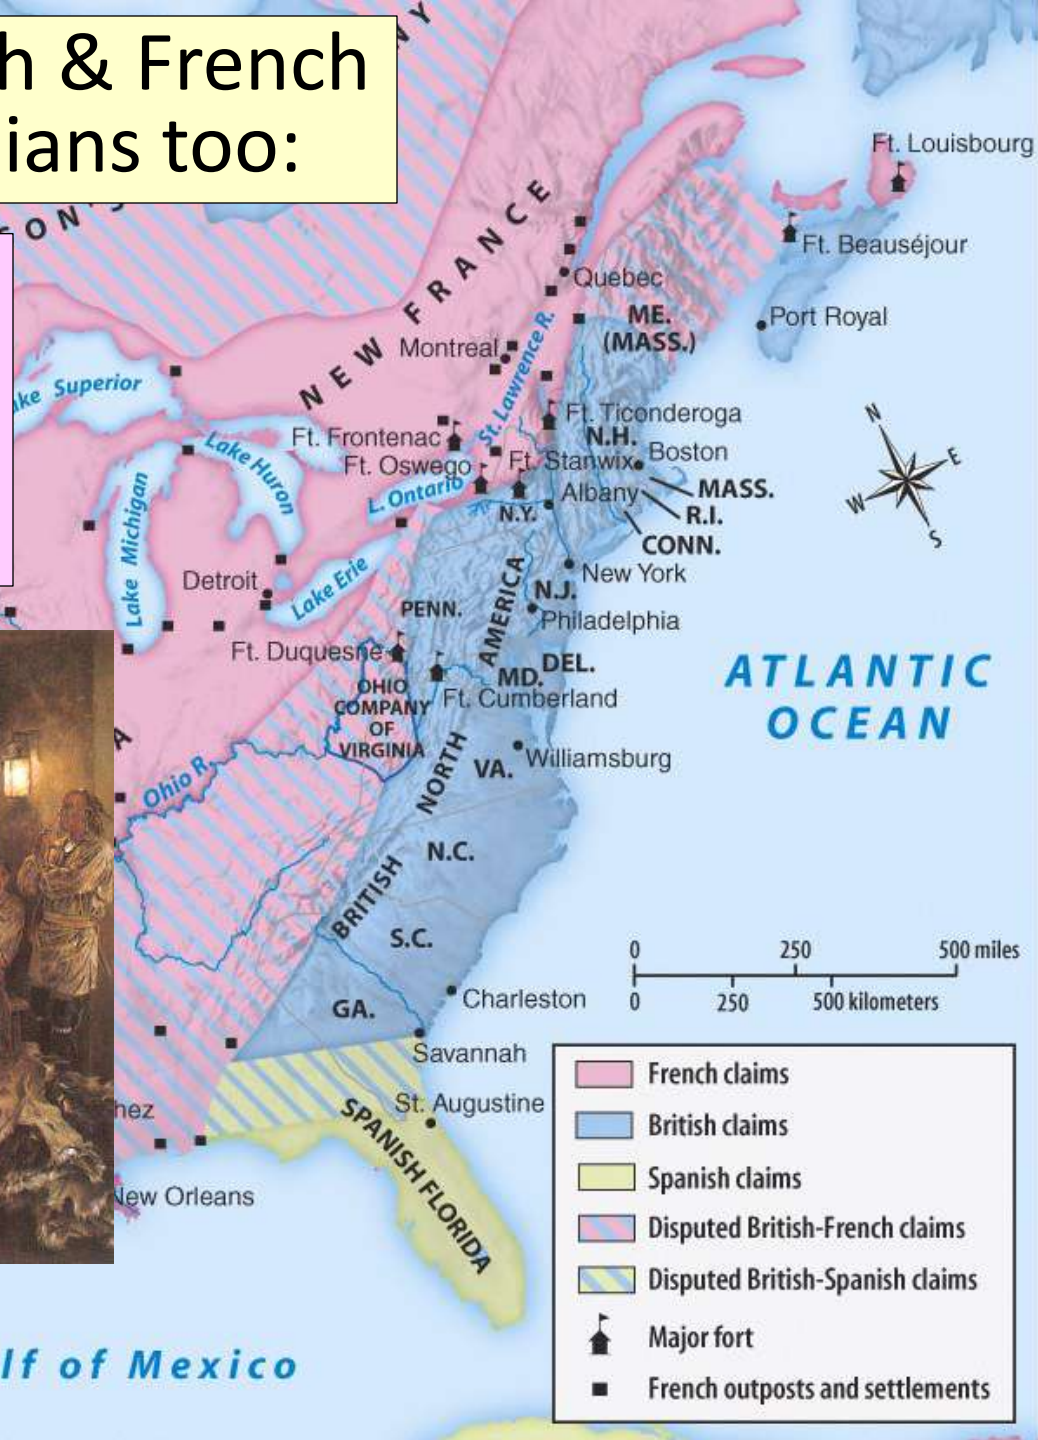 h & French
ians too:
NY
SON'S
NEW FRANCE
Ft. Louisbourg
Ft. Beauséjour
Quebec
ME.
(MASS.)
Port Royal
Montreal
St. Lawrence R.
ke Superior
Ft. Ticonderoga
Ft. Frontenac
N.H.
Lake Huron
Boston
Ft. Oswego
Ft. Stanwix
L. Ontario
Albany
MASS.
N.Y.
R.I.
Lake Michigan
CONN.
Detroit
Lake Erie
New York
N.J.
PENN.
Philadelphia
Ft. Duquesne
MD.
DEL.
ATLANTIC
OCEAN
OHIO
COMPANY
OF
VIRGINIA
Ft. Cumberland
A
Ohio R.
VA.
Williamsburg
BRITISH NORTH AMERICA
N.C.
S.C.
GA.
Charleston
Savannah
hez
St. Augustine
SPANISH FLORIDA
New Orleans
lf of Mexico
N
E
W
S
0 250 500 miles
0 250 500 kilometers
French claims
British claims
Spanish claims
Disputed British-French claims
Disputed British-Spanish claims
Major fort
French outposts and settlements